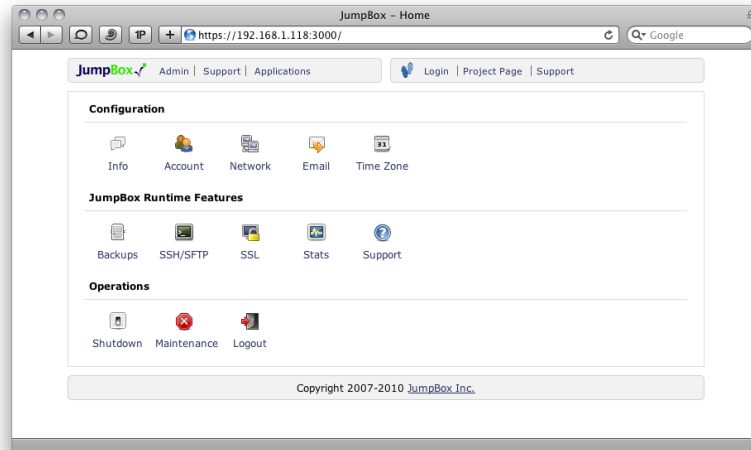 JumpBox – Home
1P + https://192.168.1.118:3000/ Google
JumpBox Admin | Support | Applications Login | Project Page | Support
Configuration
31
Info Account Network Email Time Zone
JumpBox Runtime Features
?
Backups SSH/SFTP SSL Stats Support
Operations
Shutdown Maintenance Logout
Copyright 2007-2010 JumpBox Inc.